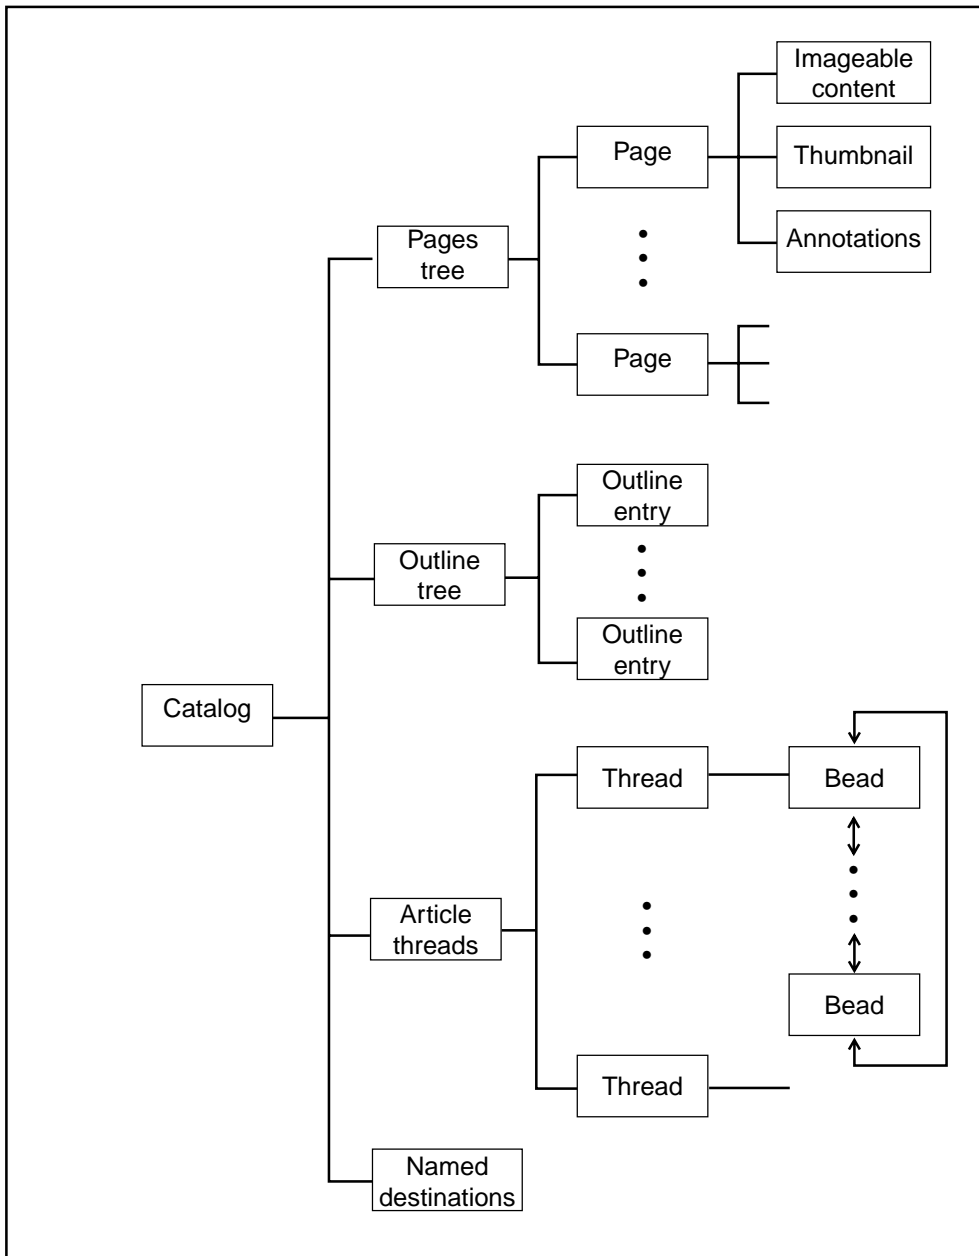 Imageable
content
Page
Thumbnail
Pages
tree
Annotations
Page
Outline
entry
Outline
tree
Outline
entry
Catalog
Thread
Bead
Article
threads
Bead
Thread
Named
destinations